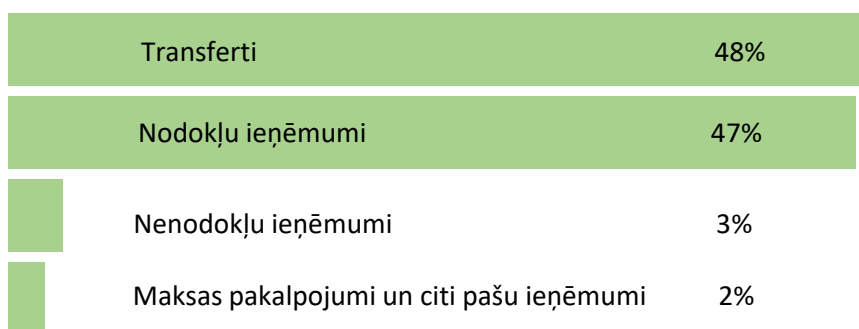 Transferti 48%
Nodokļu ieņēmumi 47%
Nenodokļu ieņēmumi 3%
Maksas pakalpojumi un citi pašu ieņēmumi 2%